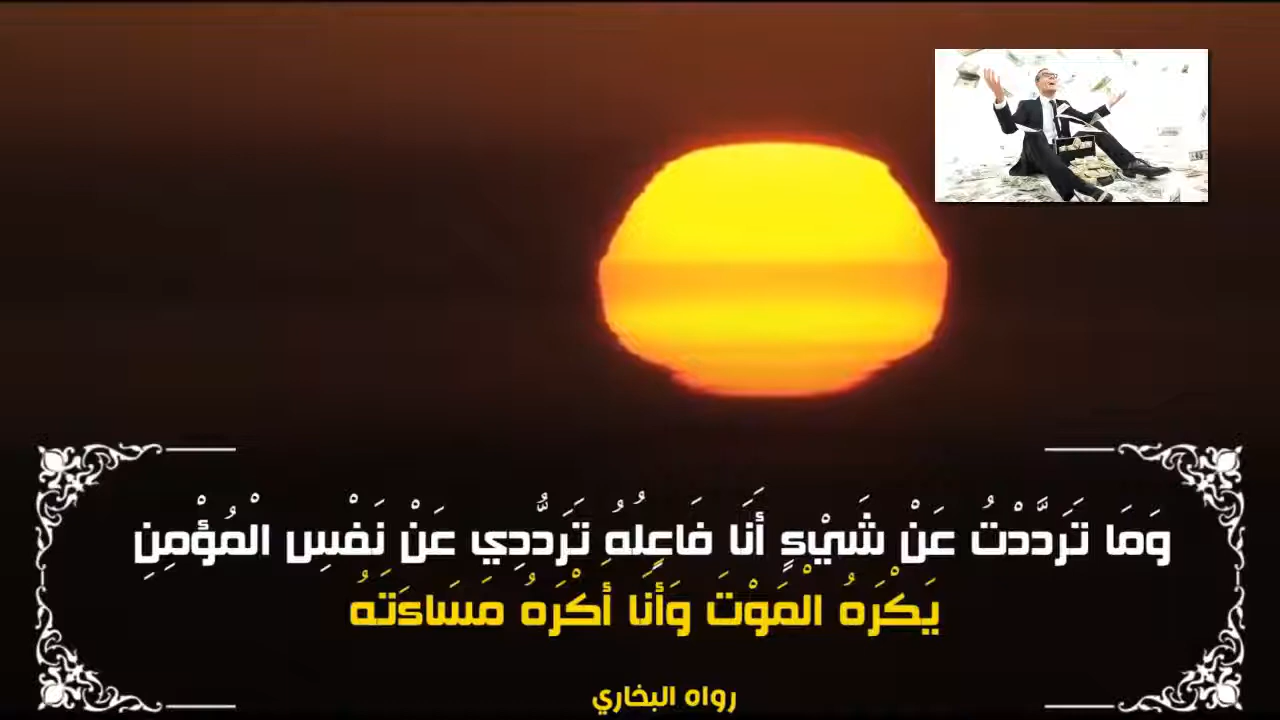 وَمَا تَرَدَّدْتُ عَنْ شَيْءٍ أَنَا فَاعِلُهُ تَرَدُّدِي عَنْ نَفْسِ الْمُؤْمِنِ
يَكْرَهُ الْمَوْتَ وَأَنَا أَكْرَهُ مَسَاءَتَهُ
رواه البخاري